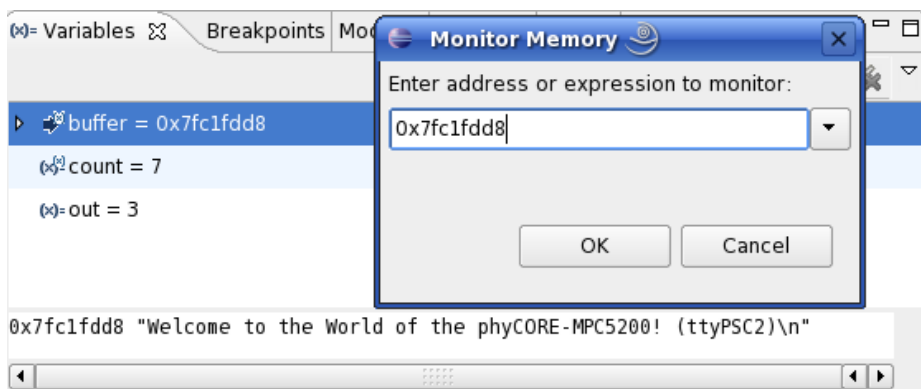 (x)= Variables Breakpoints Mod
Monitor Memory
Enter address or expression to monitor:
0x7fc1fdd8
buffer = 0x7fc1fdd8
count = 7
(x)= out = 3
OK Cancel
0x7fc1fdd8 "Welcome to the World of the phyCORE-MPC5200! (ttyPSC2)\n"